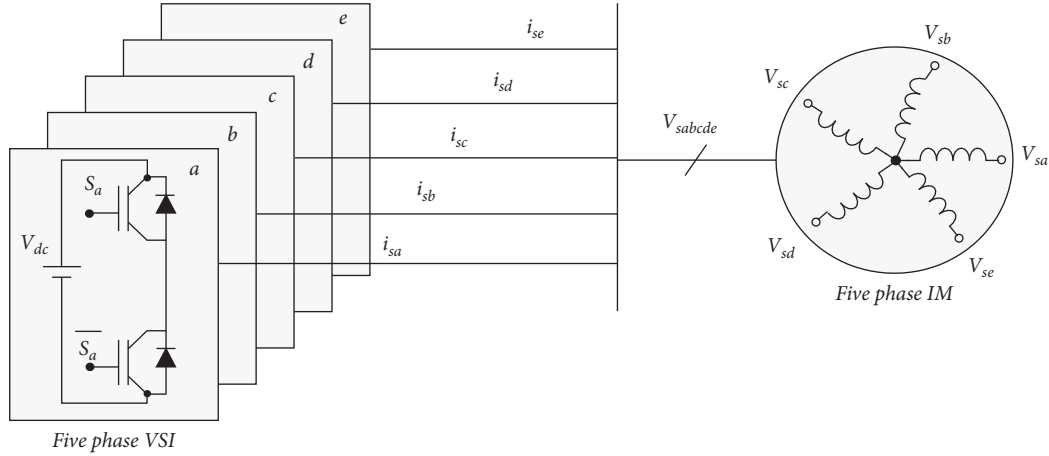 e
d
c
b
a
i_se
i_sd
i_sc
i_sb
i_sa
S_a
V_dc
S̅_a̅
Five phase VSI
V_sabcde
V_sb
V_sc
V_sa
V_sd
V_se
Five phase IM